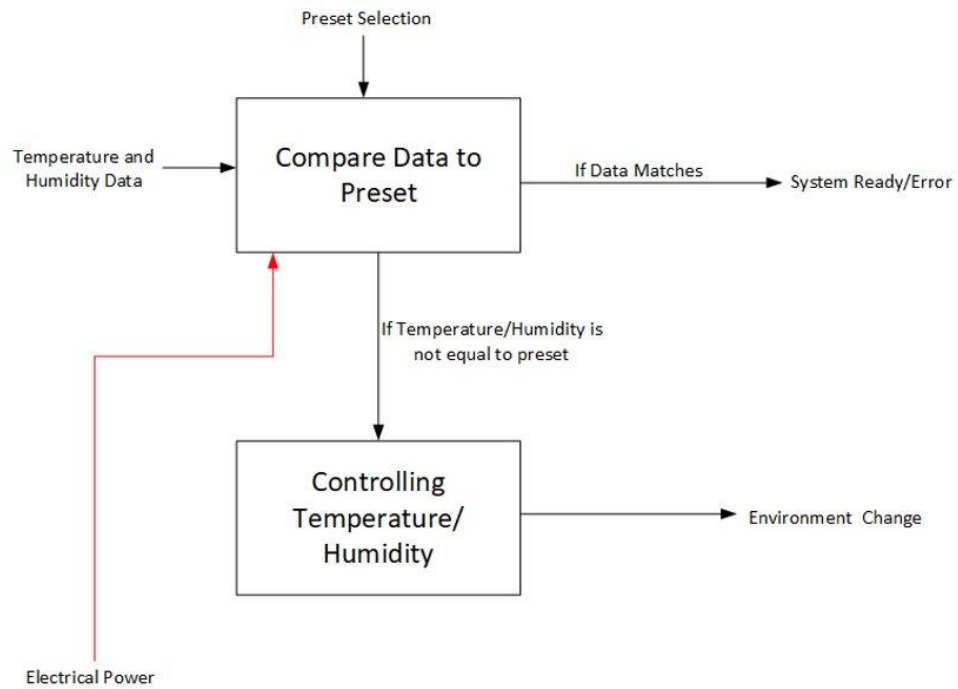 Preset Selection
Compare Data to
Preset
Temperature and
Humidity Data
If Data Matches
System Ready/Error
If Temperature/Humidity is
not equal to preset
Controlling
Temperature/
Humidity
Environment Change
Electrical Power